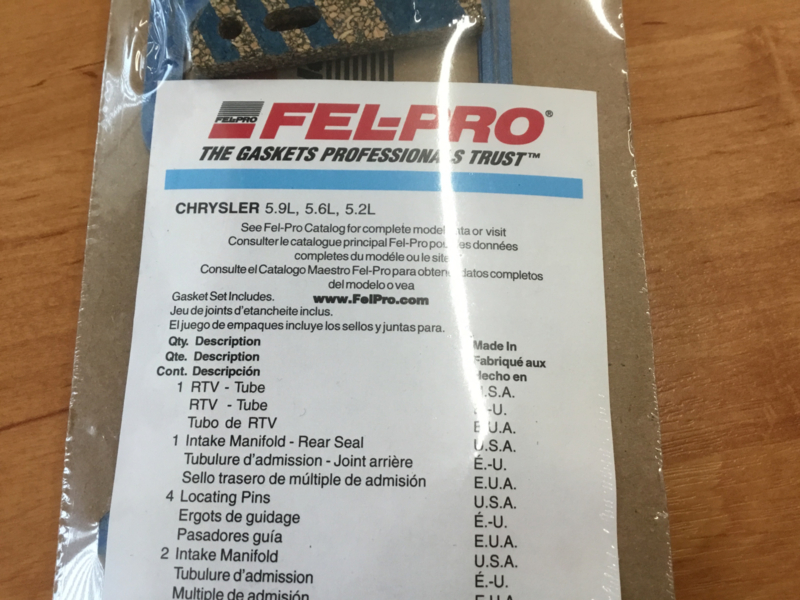 FEL-PRO
FEL-PRO®
THE GASKETS PROFESSIONALS TRUST™
CHRYSLER 5.9L, 5.6L, 5.2L
See Fel-Pro Catalog for complete model data or visit
Consulter le catalogue principal Fel-Pro pour les données
completes du modéle ou le site
Consulte el Catalogo Maestro Fel-Pro para obtener datos completos
del modelo o vea
Gasket Set Includes. www.FelPro.com
Jeu de joints d'etancheite inclus.
El juego de empaques incluye los sellos y juntas para.
Qty. Description Made In
Qte. Description Fabriqué aux
Cont. Descripción Hecho en
1 RTV - Tube U.S.A.
RTV - Tube É.-U.
Tubo de RTV E.U.A.
1 Intake Manifold - Rear Seal U.S.A.
Tubulure d'admission - Joint arrière É.-U.
Sello trasero de múltiple de admisión E.U.A.
4 Locating Pins U.S.A.
Ergots de guidage É.-U.
Pasadores guía E.U.A.
2 Intake Manifold U.S.A.
Tubulure d'admission É.-U.
Multiple de admisión E.U.A.